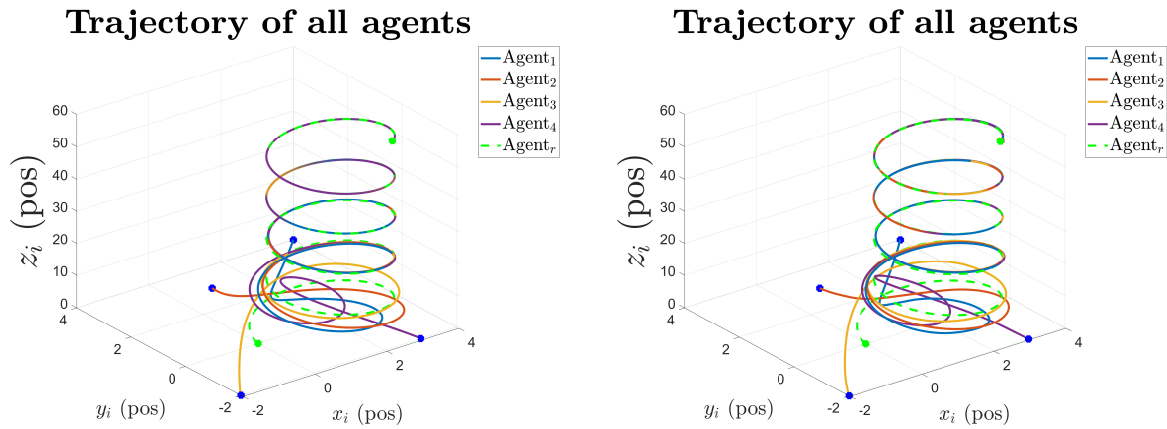 Trajectory of all agents
Agent₁
Agent₂
Agent₃
Agent₄
Agentᵣ
60
50
40
30
20
10
0
zᵢ (pos)
4
2
0
-2
yᵢ (pos)
-2
0
2
4
xᵢ (pos)
Trajectory of all agents
Agent₁
Agent₂
Agent₃
Agent₄
Agentᵣ
60
50
40
30
20
10
0
zᵢ (pos)
4
2
0
-2
yᵢ (pos)
-2
0
2
4
xᵢ (pos)